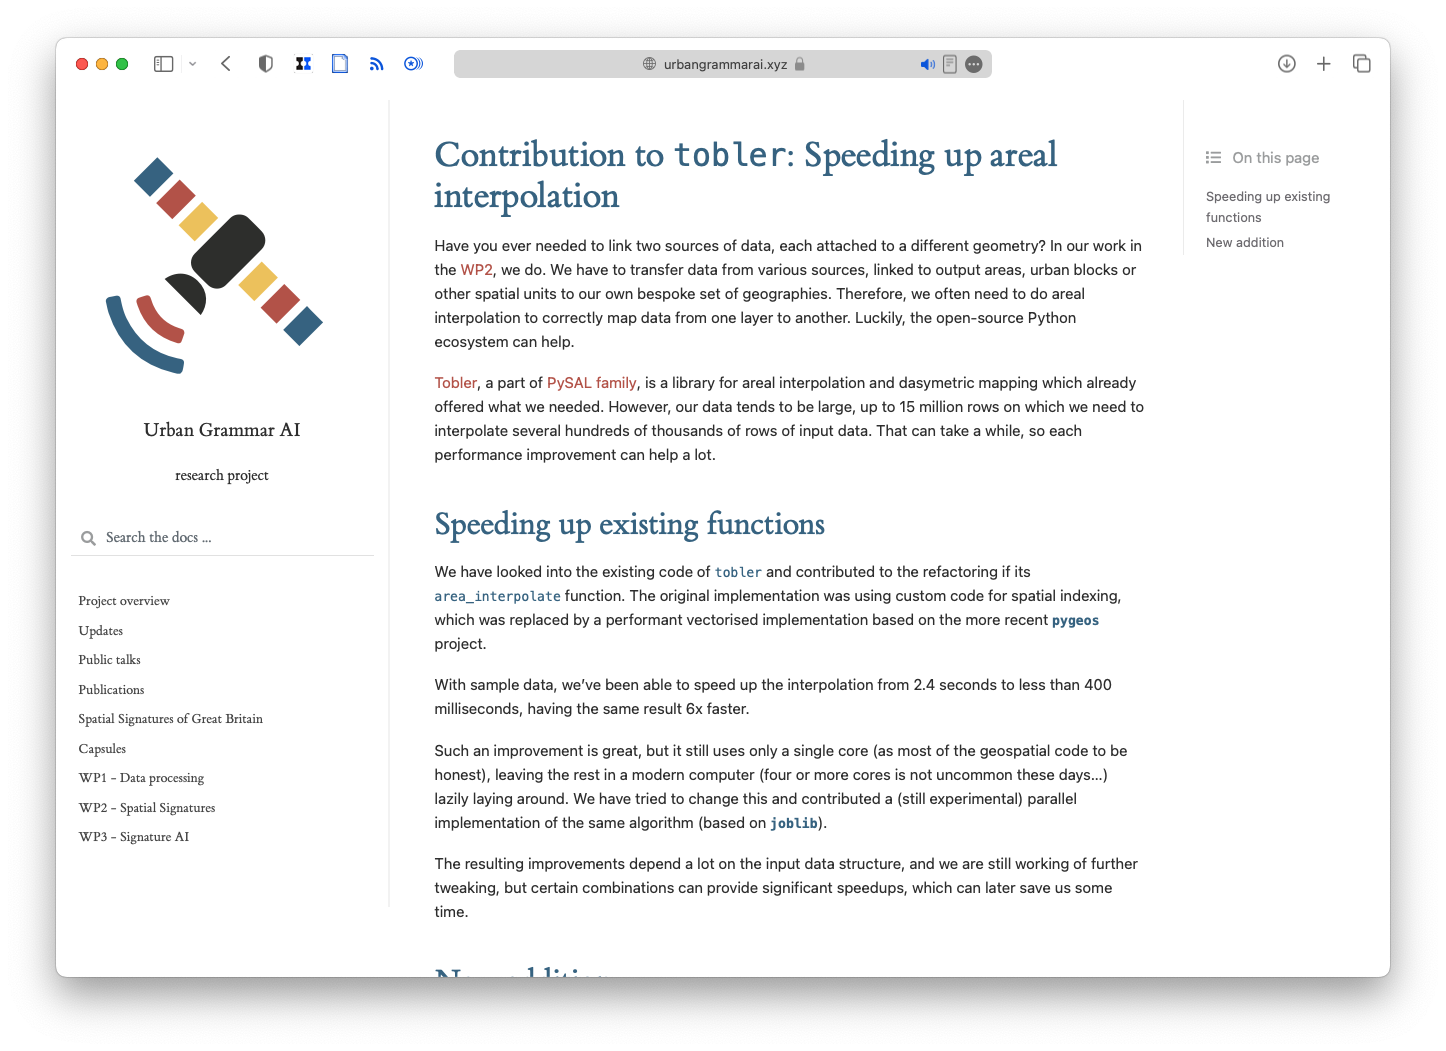 urbangrammarai.xyz
Urban Grammar AI
research project
Search the docs ...
Project overview
Updates
Public talks
Publications
Spatial Signatures of Great Britain
Capsules
WP1 – Data processing
WP2 – Spatial Signatures
WP3 – Signature AI
Contribution to tobler: Speeding up areal
interpolation
Have you ever needed to link two sources of data, each attached to a different geometry? In our work in
the WP2, we do. We have to transfer data from various sources, linked to output areas, urban blocks or
other spatial units to our own bespoke set of geographies. Therefore, we often need to do areal
interpolation to correctly map data from one layer to another. Luckily, the open-source Python
ecosystem can help.
Tobler, a part of PySAL family, is a library for areal interpolation and dasymetric mapping which already
offered what we needed. However, our data tends to be large, up to 15 million rows on which we need to
interpolate several hundreds of thousands of rows of input data. That can take a while, so each
performance improvement can help a lot.
Speeding up existing functions
We have looked into the existing code of tobler and contributed to the refactoring if its
area_interpolate function. The original implementation was using custom code for spatial indexing,
which was replaced by a performant vectorised implementation based on the more recent pygeos
project.
With sample data, we’ve been able to speed up the interpolation from 2.4 seconds to less than 400
milliseconds, having the same result 6x faster.
Such an improvement is great, but it still uses only a single core (as most of the geospatial code to be
honest), leaving the rest in a modern computer (four or more cores is not uncommon these days...)
lazily laying around. We have tried to change this and contributed a (still experimental) parallel
implementation of the same algorithm (based on joblib).
The resulting improvements depend a lot on the input data structure, and we are still working of further
tweaking, but certain combinations can provide significant speedups, which can later save us some
time.
New addition
On this page
Speeding up existing
functions
New addition